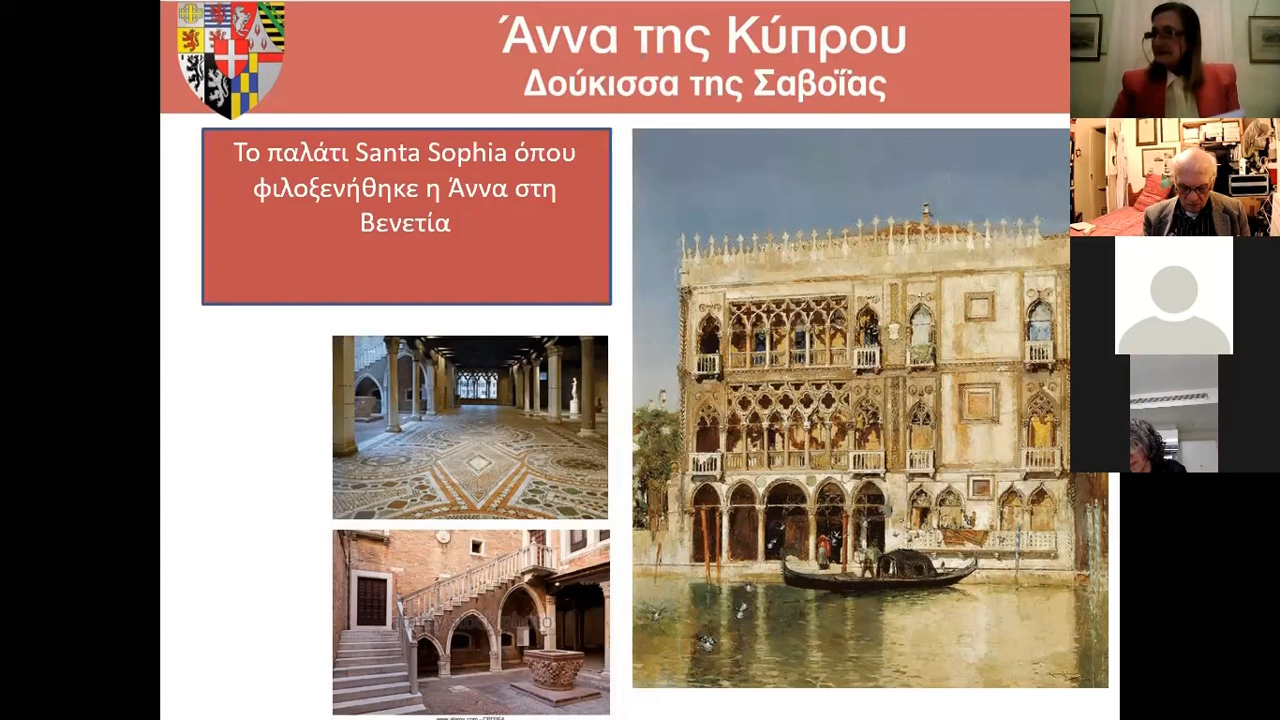 Άννα της Κύπρου
Δούκισσα της Σαβοΐας
Το παλάτι Santa Sophia όπου
φιλοξενήθηκε η Άννα στη
Βενετία